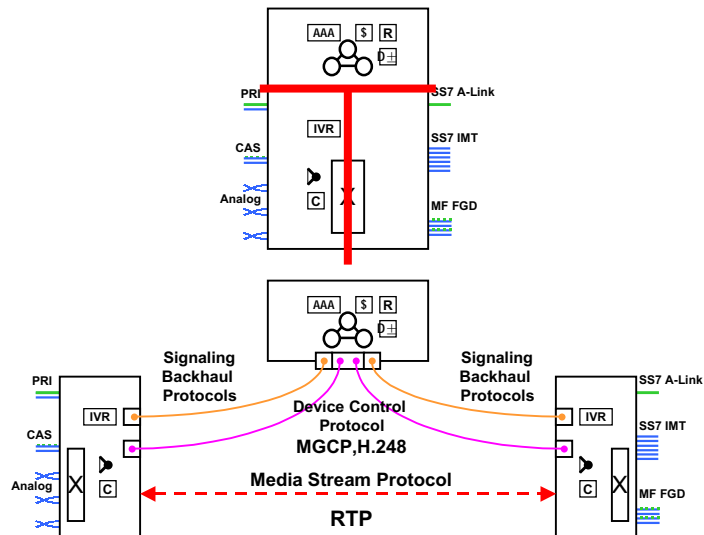 AAA $ R
D±
PRI
SS7 A-Link
IVR
CAS
SS7 IMT
Analog
X
C
MF FGD
AAA $ R
D±
Signaling
Backhaul
Protocols
Signaling
Backhaul
Protocols
PRI
SS7 A-Link
IVR
Device Control
Protocol
MGCP,H.248
IVR
CAS
SS7 IMT
Analog
X
C
Media Stream Protocol
RTP
C
X
MF FGD